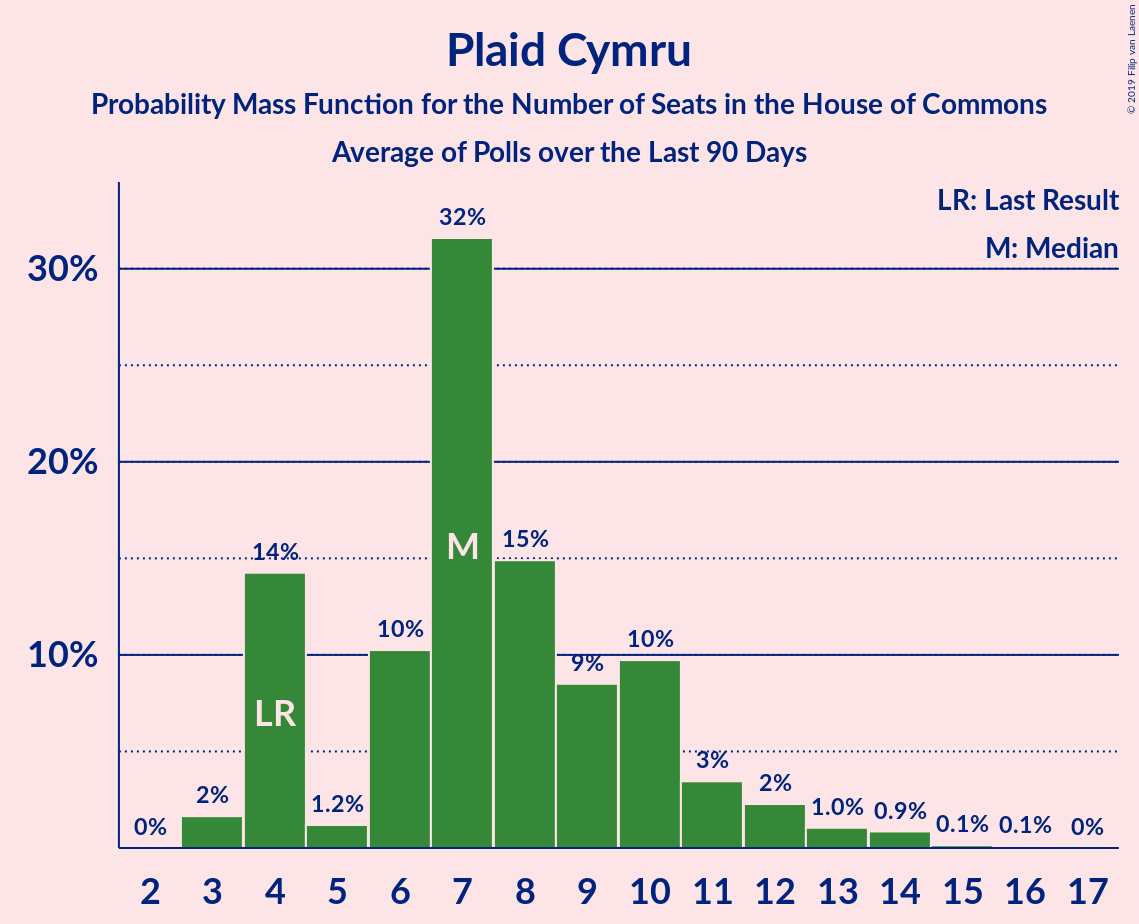 Plaid Cymru
Probability Mass Function for the Number of Seats in the House of Commons
Average of Polls over the Last 90 Days
© 2019 Filip van Laenen
LR: Last Result
M: Median
30%
20%
10%
0%
2%
14%
1.2%
10%
32%
15%
9%
10%
3%
2%
1.0%
0.9%
0.1%
0.1%
0%
LR
M
2 3 4 5 6 7 8 9 10 11 12 13 14 15 16 17